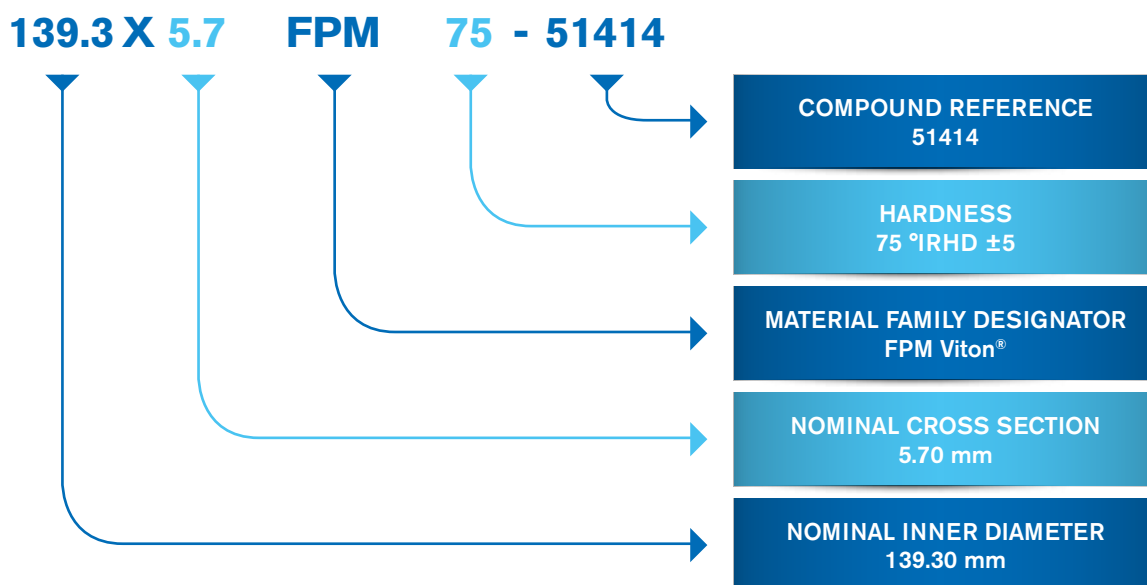 139.3 X 5.7 FPM 75 - 51414
COMPOUND REFERENCE
51414
HARDNESS
75 °IRHD ±5
MATERIAL FAMILY DESIGNATOR
FPM Viton®
NOMINAL CROSS SECTION
5.70 mm
NOMINAL INNER DIAMETER
139.30 mm